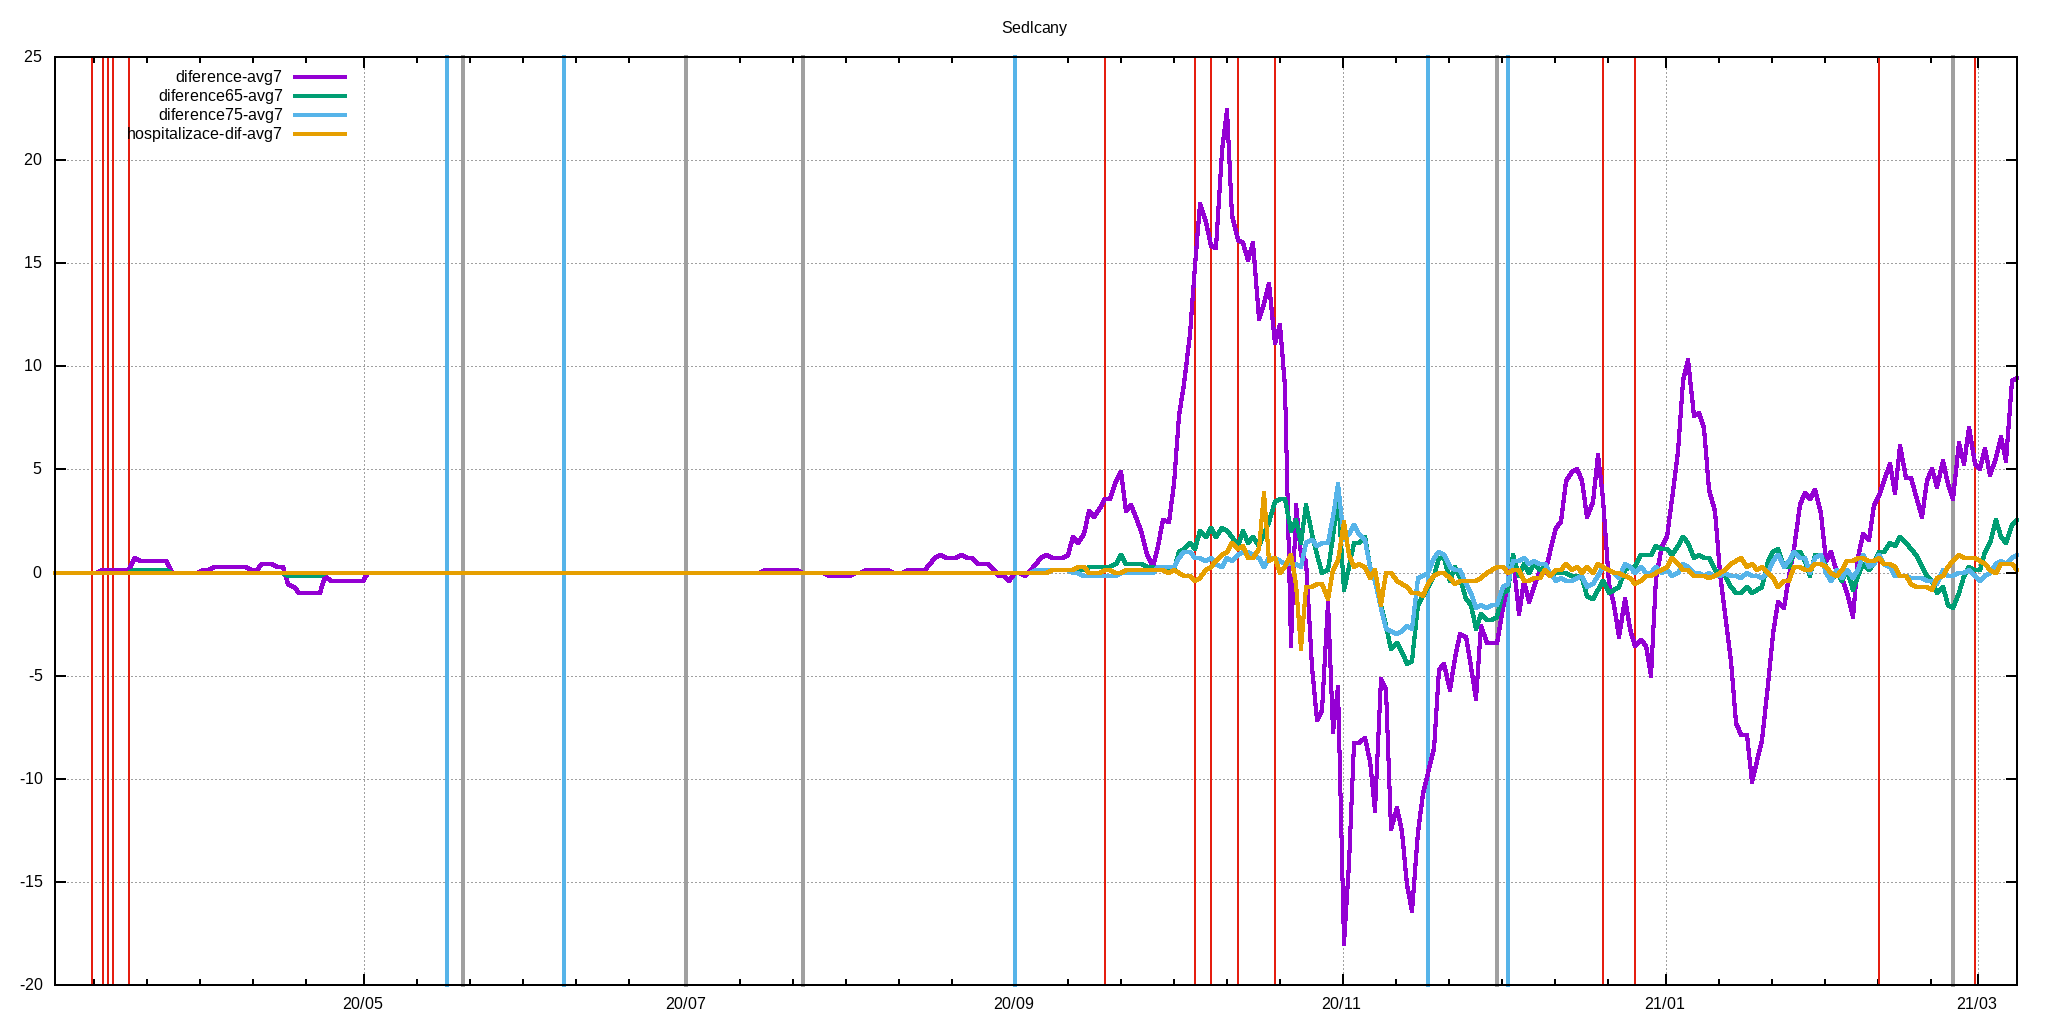 Sedlcany
25
diference-avg7
diference65-avg7
diference75-avg7
hospitalizace-dif-avg7
20
15
10
5
0
-5
-10
-15
-20
20/05 20/07 20/09 20/11 21/01 21/03